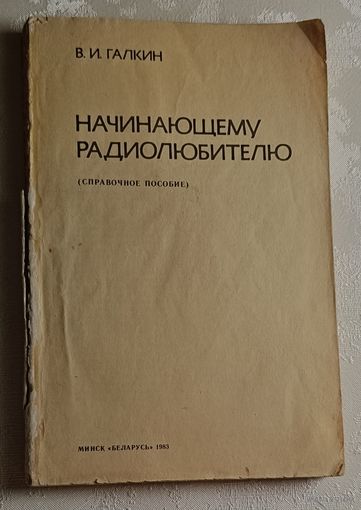 В. И. ГАЛКИН
НАЧИНАЮЩЕМУ
РАДИОЛЮБИТЕЛЮ
(СПРАВОЧНОЕ ПОСОБИЕ)
МИНСК «БЕЛАРУСЬ» 1983